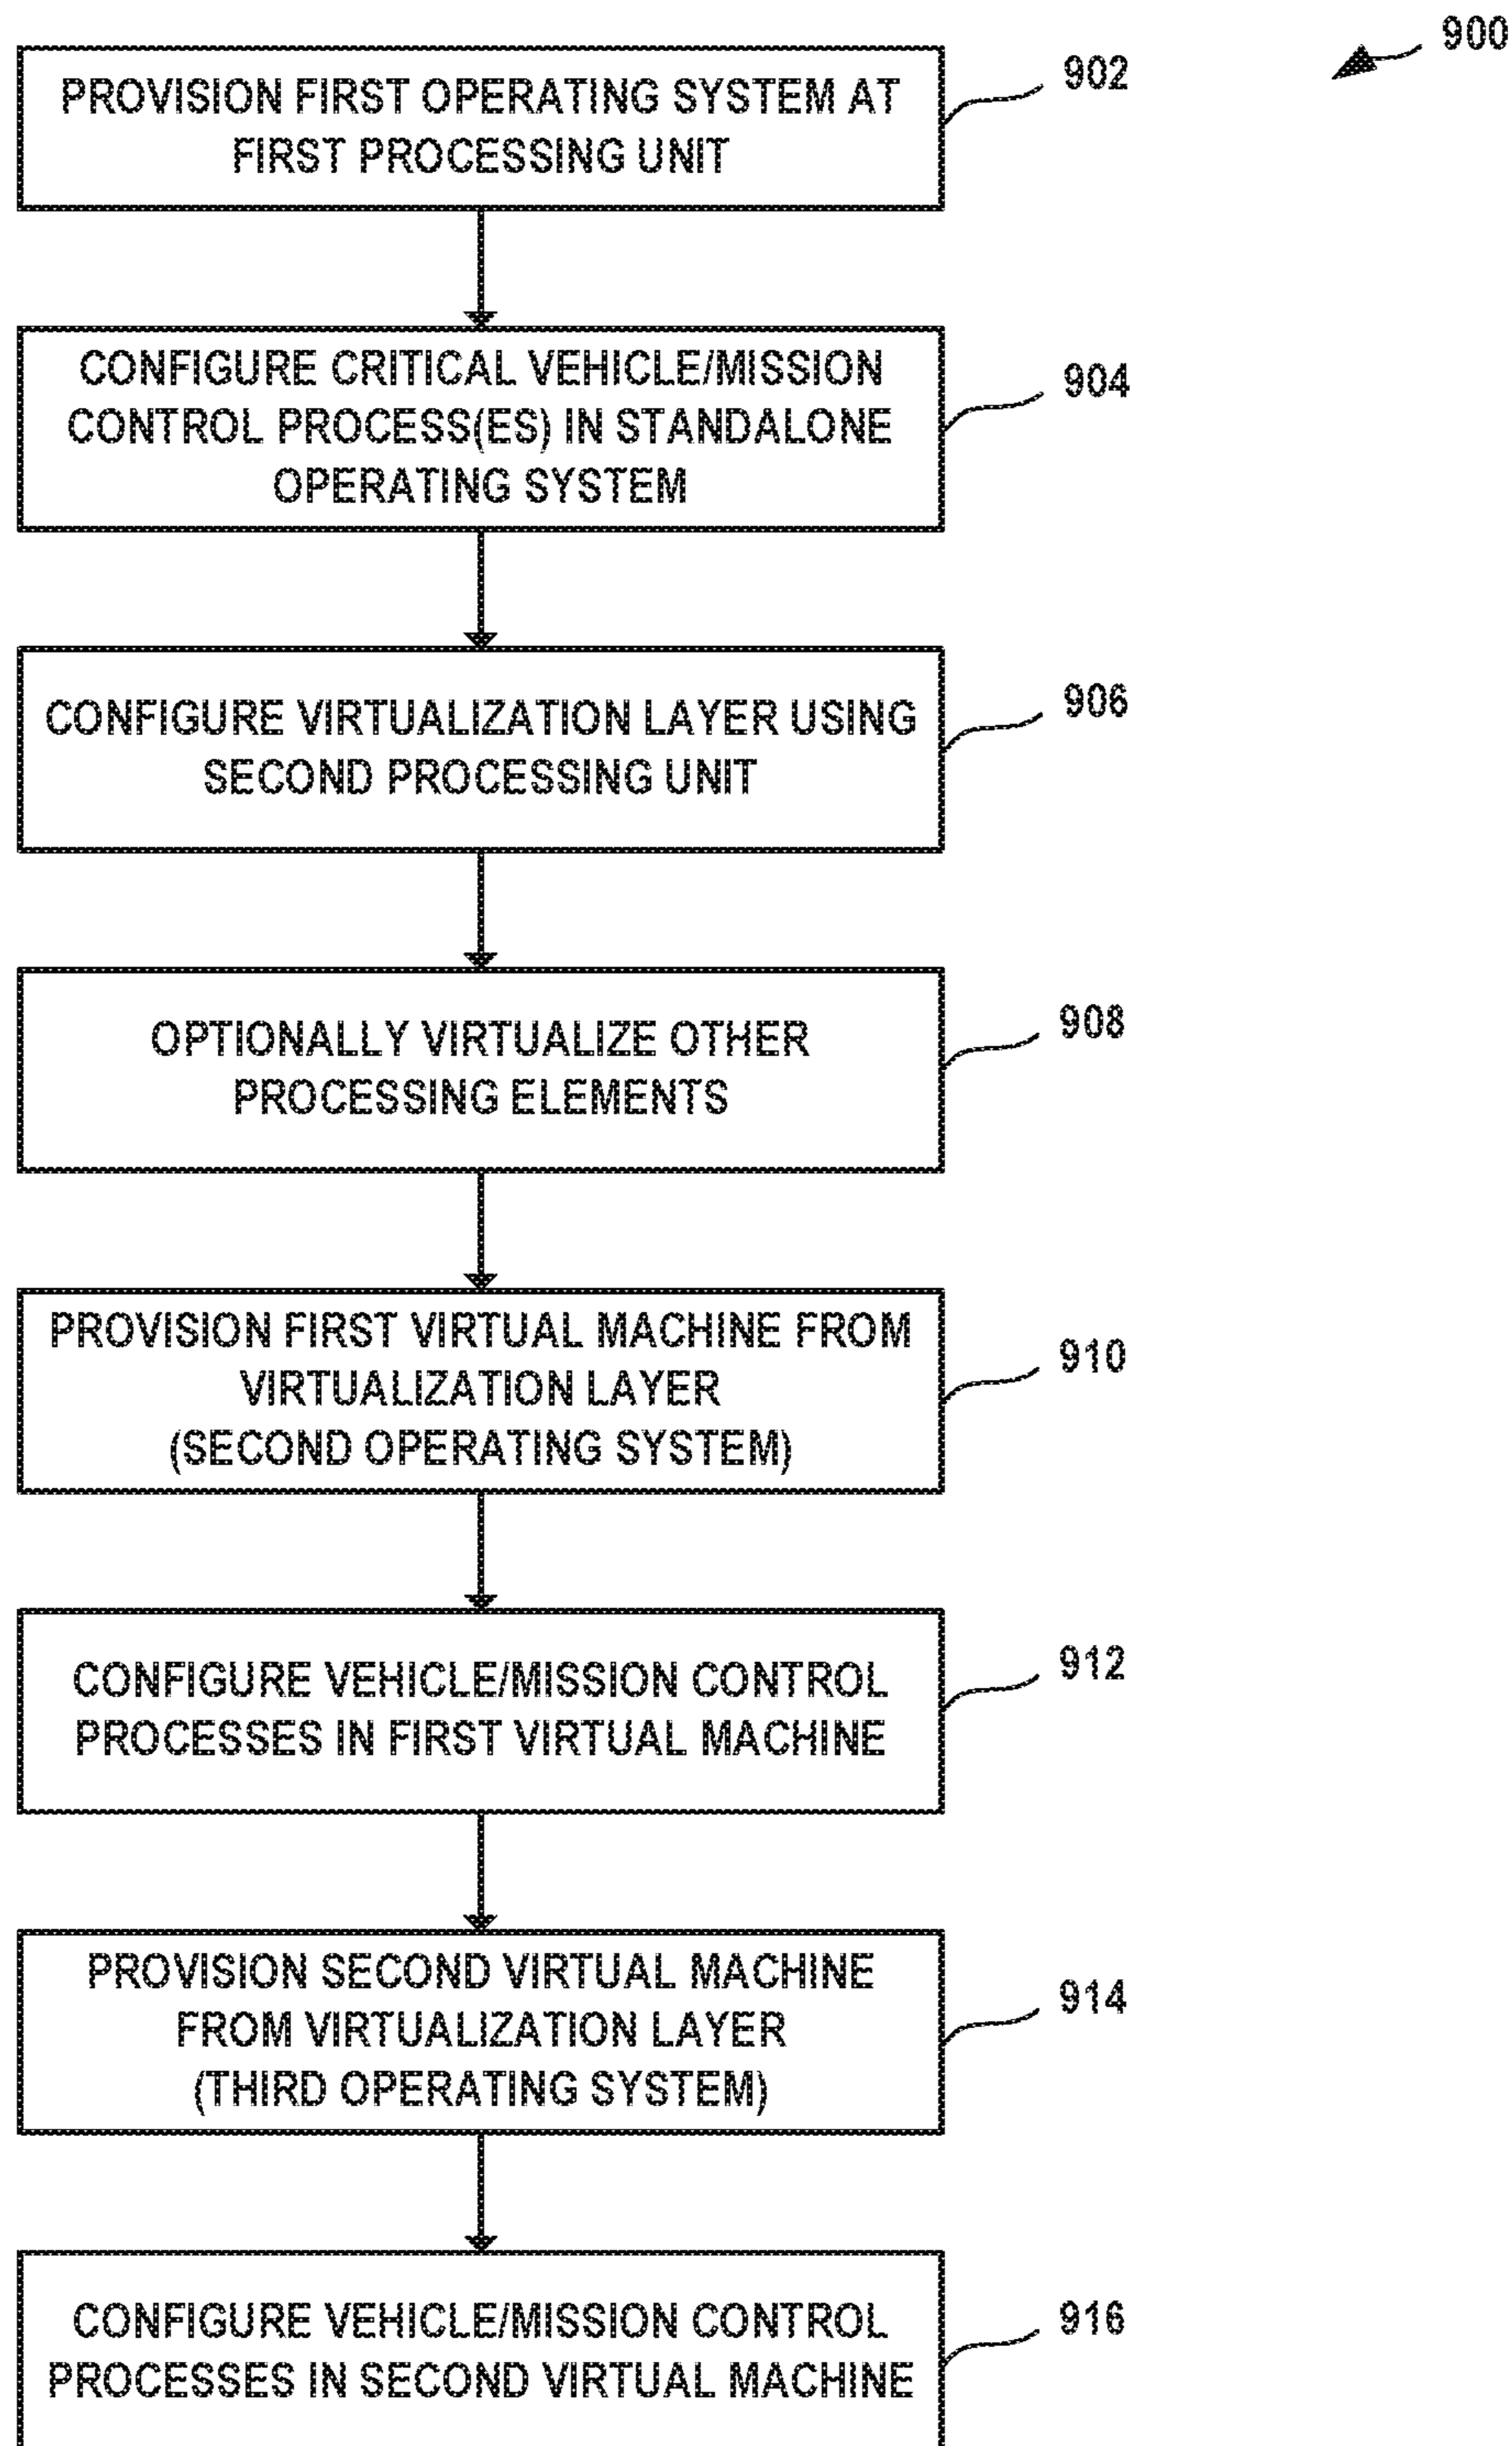 900
PROVISION FIRST OPERATING SYSTEM AT
FIRST PROCESSING UNIT
902
CONFIGURE CRITICAL VEHICLE/MISSION
CONTROL PROCESS(ES) IN STANDALONE
OPERATING SYSTEM
904
CONFIGURE VIRTUALIZATION LAYER USING
SECOND PROCESSING UNIT
906
OPTIONALLY VIRTUALIZE OTHER
PROCESSING ELEMENTS
908
PROVISION FIRST VIRTUAL MACHINE FROM
VIRTUALIZATION LAYER
(SECOND OPERATING SYSTEM)
910
CONFIGURE VEHICLE/MISSION CONTROL
PROCESSES IN FIRST VIRTUAL MACHINE
912
PROVISION SECOND VIRTUAL MACHINE
FROM VIRTUALIZATION LAYER
(THIRD OPERATING SYSTEM)
914
CONFIGURE VEHICLE/MISSION CONTROL
PROCESSES IN SECOND VIRTUAL MACHINE
916